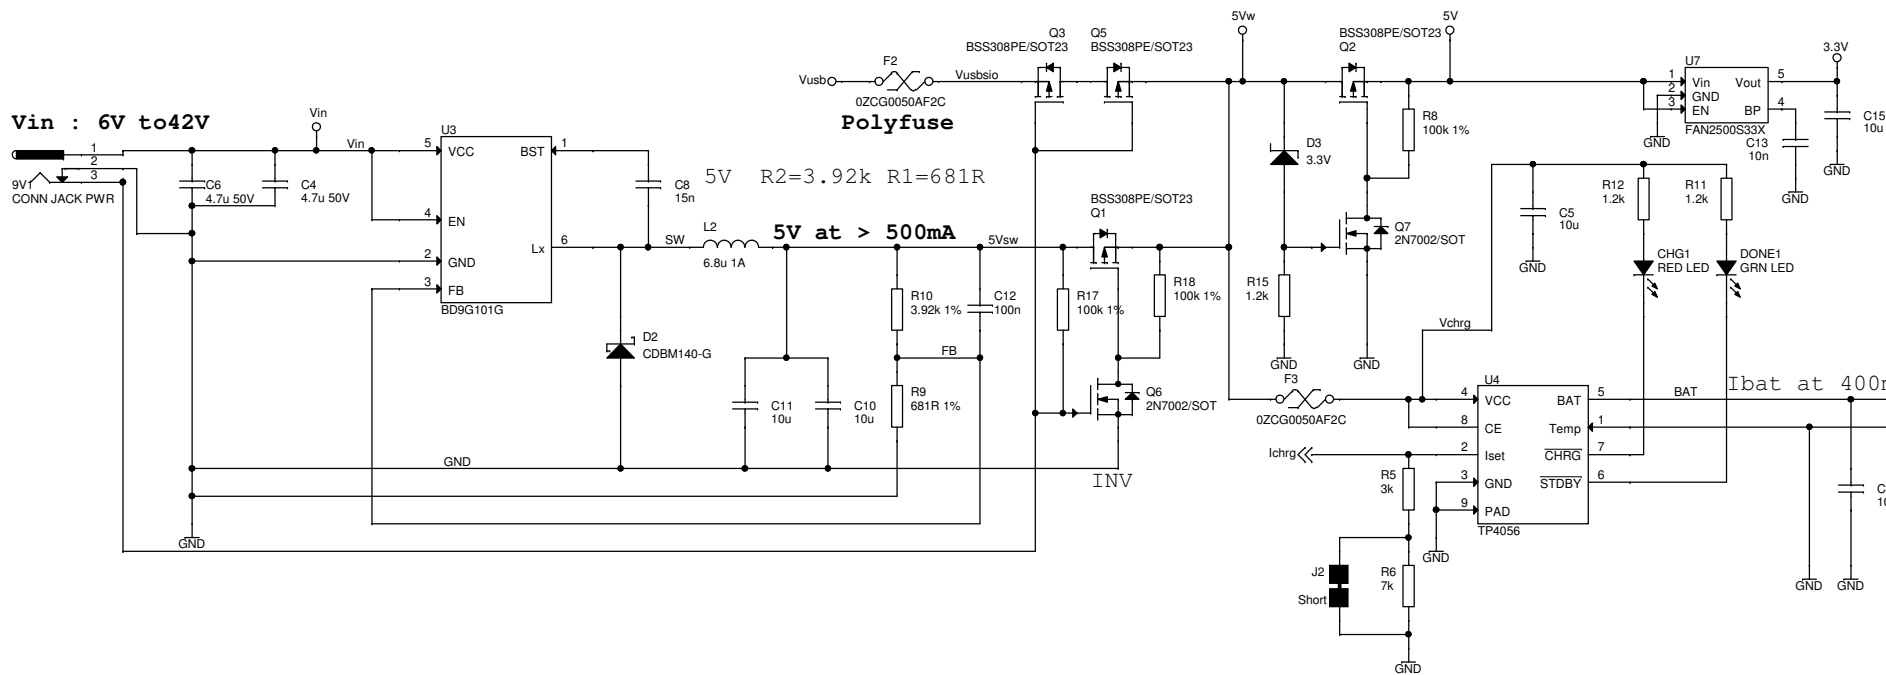 Vin : 6V to42V
1
2
3
9V1
CONN JACK PWR
C6
4.7u 50V
C4
4.7u 50V
Vin
Vin
U3
5
VCC
BST
1
4
EN
Lx
6
2
GND
3
FB
BD9G101G
GND
GND
C8
15n
SW
L2
6.8u 1A
D2
CDBM140-G
5V R2=3.92k R1=681R
5V at > 500mA
C11
10u
C10
10u
R10
3.92k 1%
FB
R9
681R 1%
C12
100n
5Vsw
Vusb
F2
0ZCG0050AF2C
Polyfuse
Vusbsio
Q3
BSS308PE/SOT23
Q5
BSS308PE/SOT23
BSS308PE/SOT23
Q1
R17
100k 1%
R18
100k 1%
Q6
2N7002/SOT
INV
5Vw
BSS308PE/SOT23
Q2
5V
D3
3.3V
R15
1.2k
GND
R8
100k 1%
Q7
2N7002/SOT
GND
U7
1
Vin
Vout
5
2
GND
3
EN
BP
4
FAN2500S33X
GND
3.3V
C13
10n
GND
C15
10u
GND
Vchrg
C5
10u
GND
R12
1.2k
R11
1.2k
CHG1
RED LED
DONE1
GRN LED
F3
0ZCG0050AF2C
U4
4
VCC
BAT
5
BAT
8
CE
Temp
1
2
Iset
CHRG
7
3
GND
STDBY
6
9
PAD
TP4056
Ichrg
R5
3k
J2
Short
R6
7k
GND
GND
Ibat at 400
GND
GND